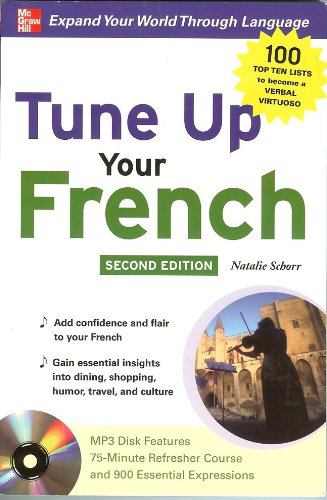 Mc
Graw
Hill
Expand Your World Through Language
100
TOP TEN LISTS
to become a
VERBAL
VIRTUOSO
Tune Up
Your
French
SECOND EDITION
Natalie Schorr
♪ Add confidence and flair
to your French
♪ Gain essential insights
into dining, shopping,
humor, travel, and culture
MP3 Disk Features
75-Minute Refresher Course
and 900 Essential Expressions